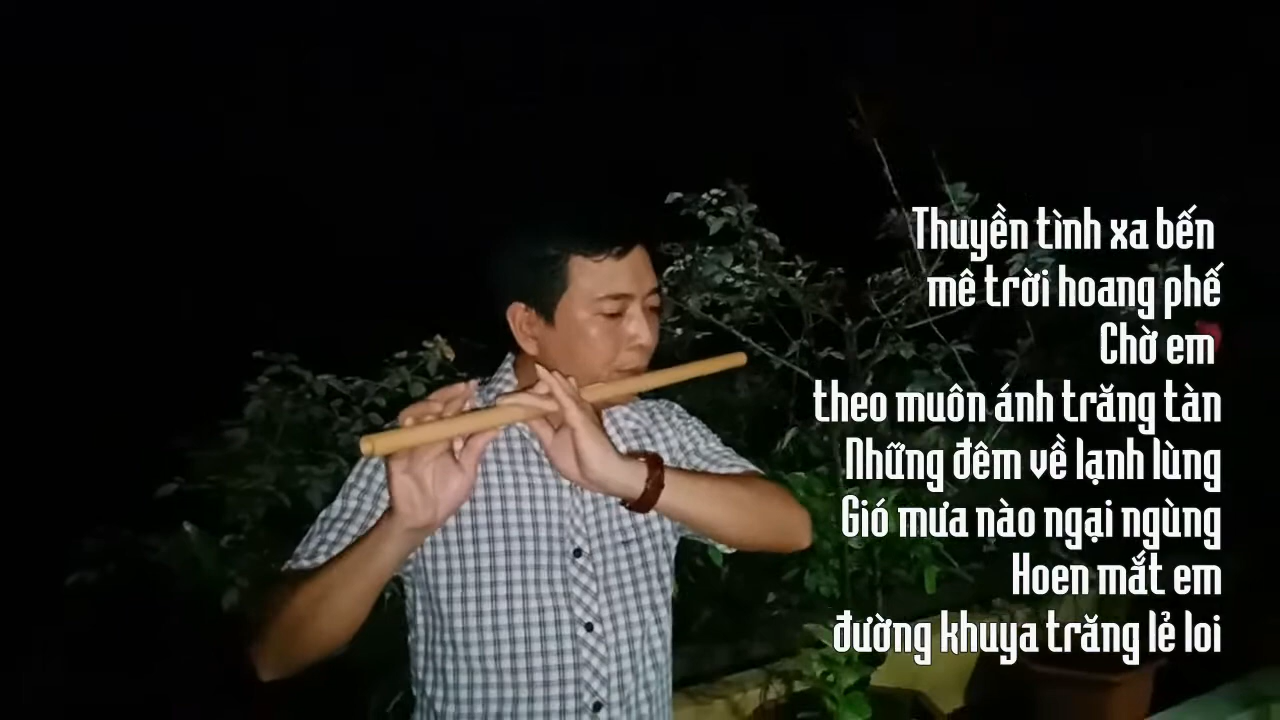 Thuyền tình xa bến
mê trời hoang phế
Chờ em
theo muôn ánh trăng tàn
Những đêm về lạnh lùng
Gió mưa nào ngại ngùng
Hoen mắt em
đường khuya trăng lẻ loi